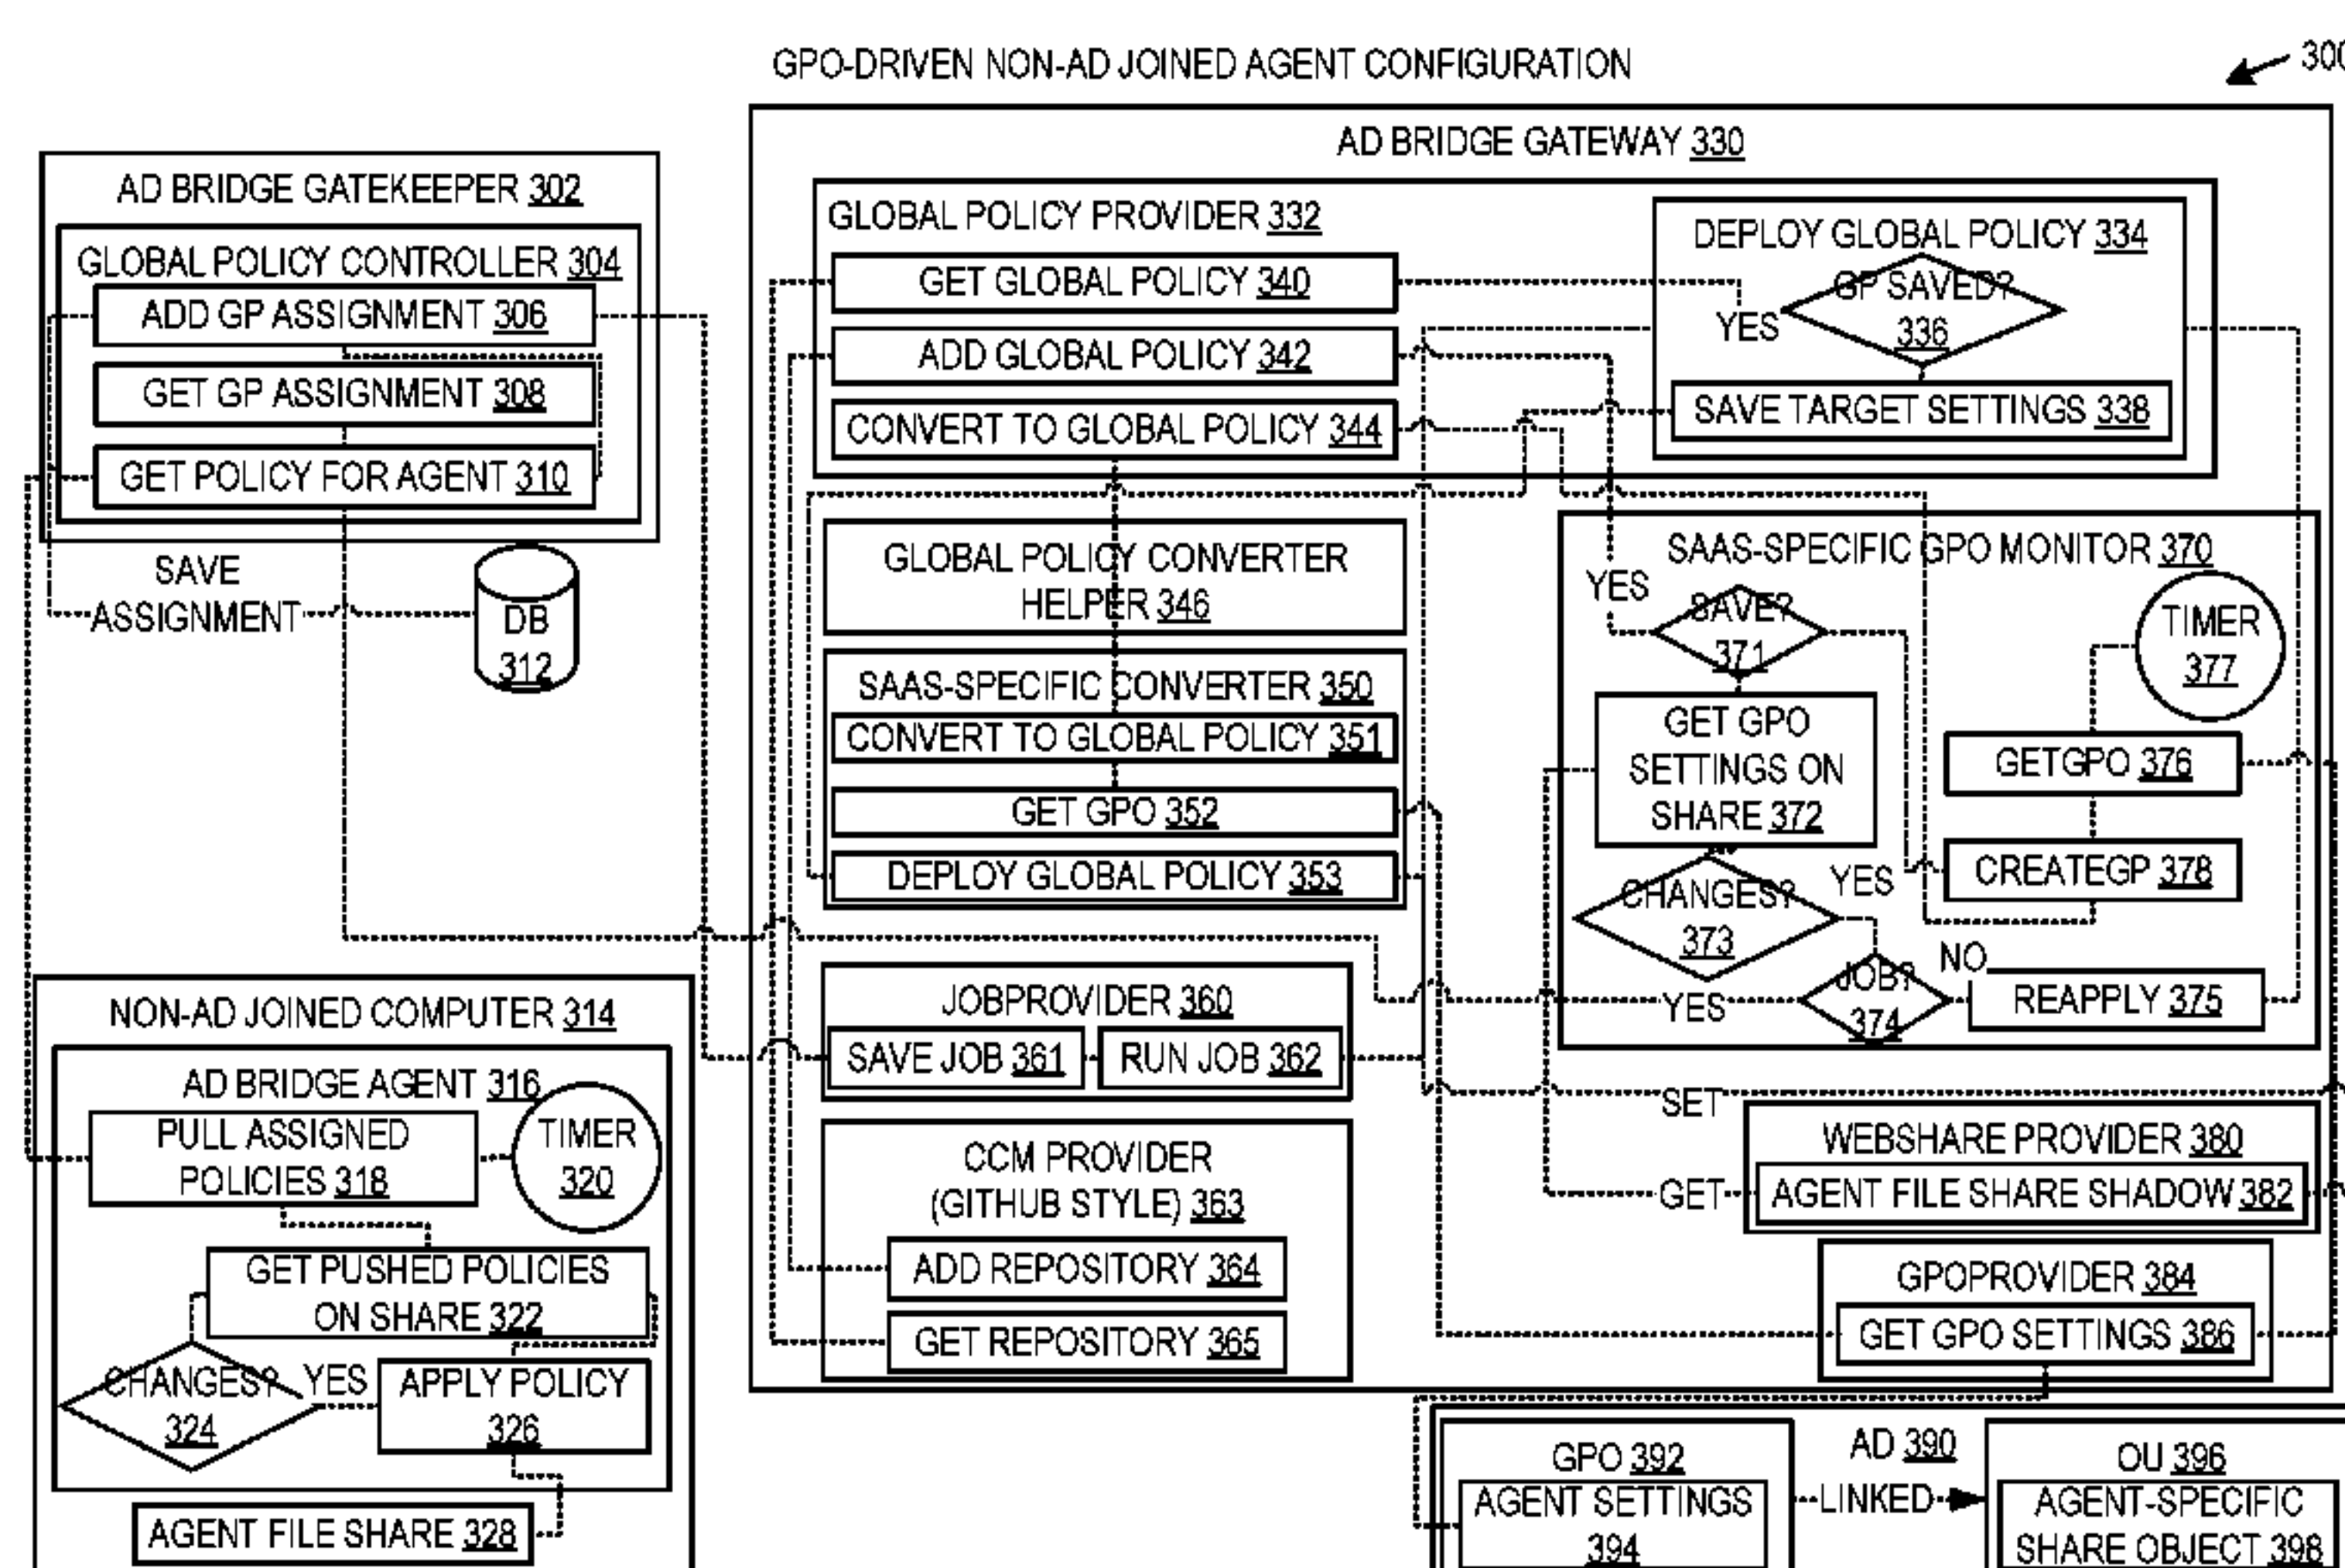 GPO-DRIVEN NON-AD JOINED AGENT CONFIGURATION
300
AD BRIDGE GATEKEEPER 302
GLOBAL POLICY CONTROLLER 304
ADD GP ASSIGNMENT 306
GET GP ASSIGNMENT 308
GET POLICY FOR AGENT 310
SAVE
ASSIGNMENT
DB
312
NON-AD JOINED COMPUTER 314
AD BRIDGE AGENT 316
PULL ASSIGNED
POLICIES 318
TIMER
320
GET PUSHED POLICIES
ON SHARE 322
CHANGES?
324
YES
APPLY POLICY
326
AGENT FILE SHARE 328
AD BRIDGE GATEWAY 330
GLOBAL POLICY PROVIDER 332
GET GLOBAL POLICY 340
ADD GLOBAL POLICY 342
CONVERT TO GLOBAL POLICY 344
DEPLOY GLOBAL POLICY 334
GP SAVED?
336
YES
SAVE TARGET SETTINGS 338
GLOBAL POLICY CONVERTER
HELPER 346
SAAS-SPECIFIC CONVERTER 350
CONVERT TO GLOBAL POLICY 351
GET GPO 352
DEPLOY GLOBAL POLICY 353
JOBPROVIDER 360
SAVE JOB 361
RUN JOB 362
CCM PROVIDER
(GITHUB STYLE) 363
ADD REPOSITORY 364
GET REPOSITORY 365
SAAS-SPECIFIC GPO MONITOR 370
YES
SAVE?
371
TIMER
377
GET GPO
SETTINGS ON
SHARE 372
GETGPO 376
CREATEGP 378
CHANGES?
373
YES
JOB?
374
YES
NO
REAPPLY 375
SET
WEBSHARE PROVIDER 380
GET
AGENT FILE SHARE SHADOW 382
GPOPROVIDER 384
GET GPO SETTINGS 386
AD 390
GPO 392
AGENT SETTINGS
394
LINKED
OU 396
AGENT-SPECIFIC
SHARE OBJECT 398